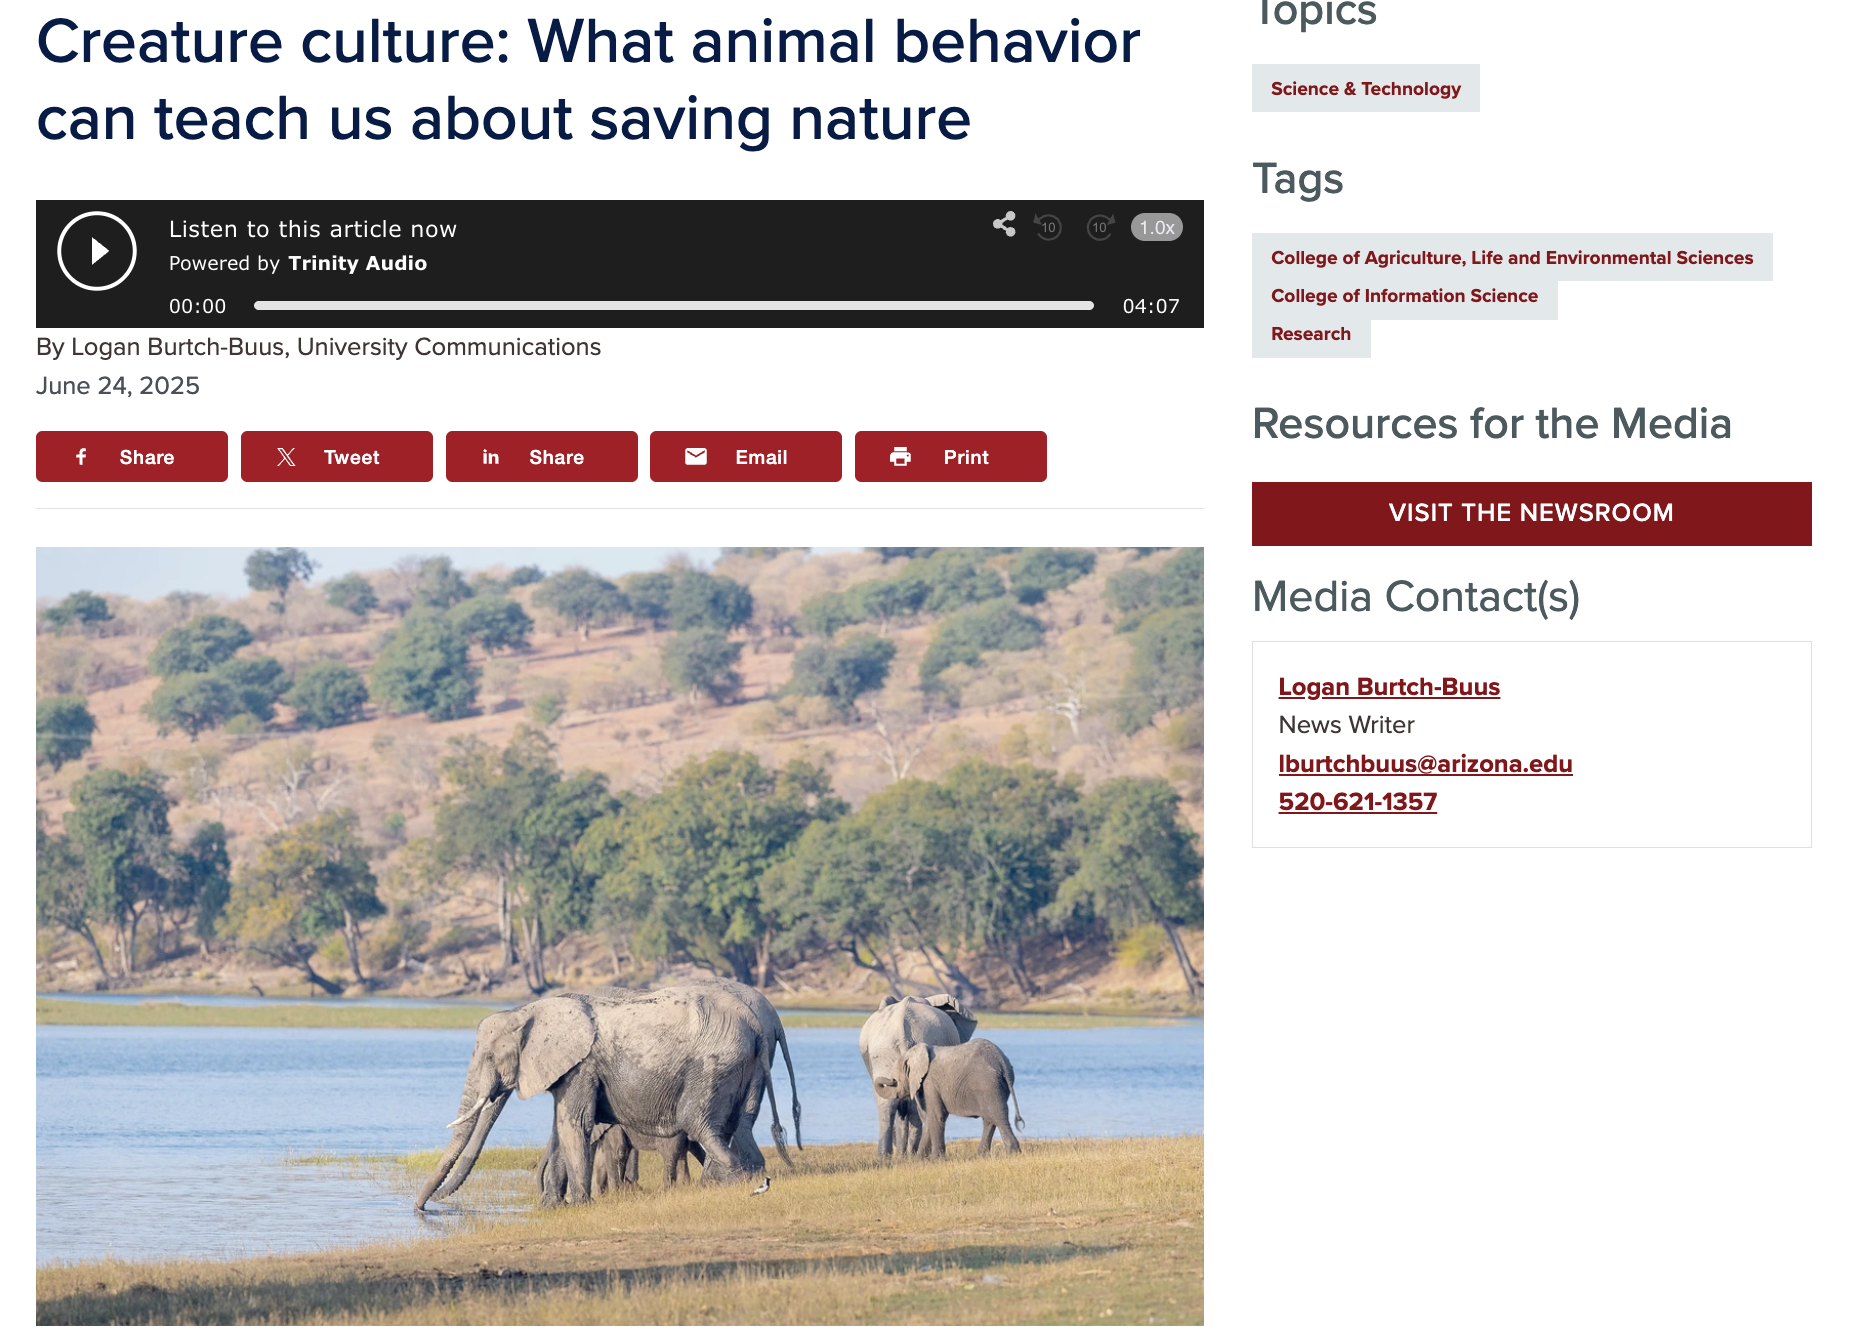 Creature culture: What animal behavior
can teach us about saving nature
Listen to this article now
Powered by Trinity Audio
10
10
1.0x
00:00
04:07
By Logan Burtch-Buus, University Communications
June 24, 2025
f Share
X Tweet
in Share
Email
Print
Topics
Science & Technology
Tags
College of Agriculture, Life and Environmental Sciences
College of Information Science
Research
Resources for the Media
VISIT THE NEWSROOM
Media Contact(s)
Logan Burtch-Buus
News Writer
lburtchbuus@arizona.edu
520-621-1357